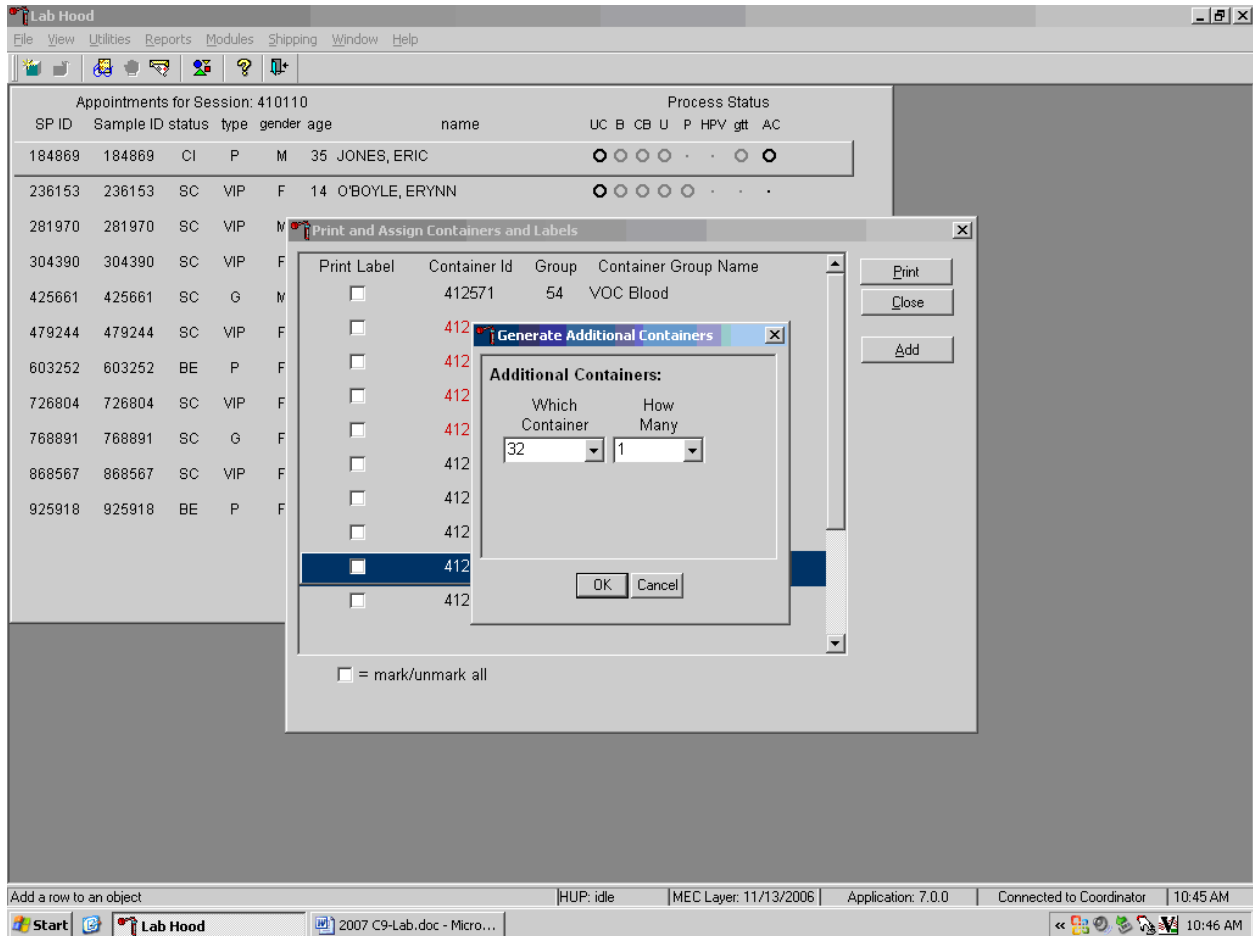 Lab Hood
File View Utilities Reports Modules Shipping Window Help
Appointments for Session: 410110 Process Status
SP ID Sample ID status type gender age name UC B CB U P HPV gtt AC
184869 184869 CI P M 35 JONES, ERIC
236153 236153 SC VIP F 14 O'BOYLE, ERYNN
281970 281970 SC VIP M
304390 304390 SC VIP F
425661 425661 SC G M
479244 479244 SC VIP F
603252 603252 BE P F
726804 726804 SC VIP F
768891 768891 SC G F
868567 868567 SC VIP F
925918 925918 BE P F
Print and Assign Containers and Labels
Print Label Container Id Group Container Group Name
412571 54 VOC Blood
412
412
412
412
412
412
412
412
412
= mark/unmark all
Print
Close
Add
Generate Additional Containers
Additional Containers:
Which How
Container Many
32 1
OK Cancel
Add a row to an object HUP: idle MEC Layer: 11/13/2006 Application: 7.0.0 Connected to Coordinator 10:45 AM
Start Lab Hood 2007 C9-Lab.doc - Micro... « 10:46 AM